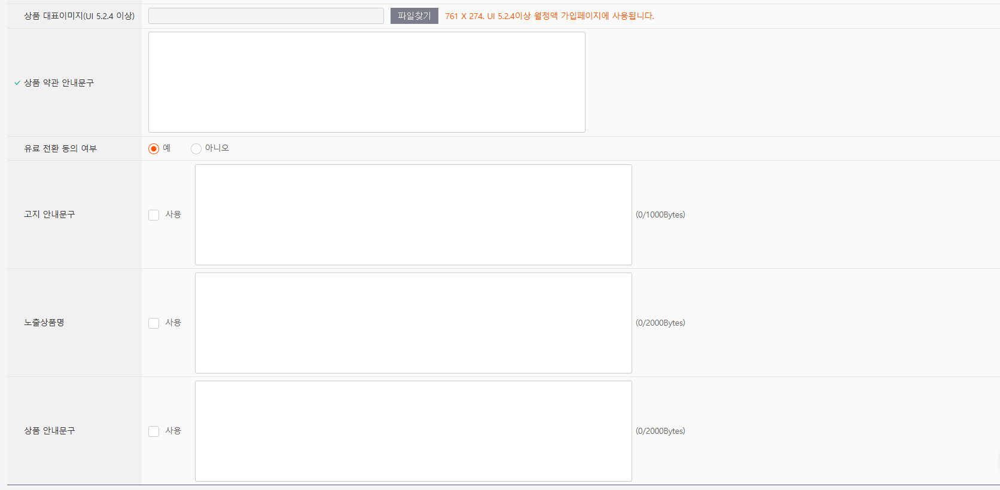 상품 대표이미지(UI 5.2.4 이상) 파일찾기 761 X 274. UI 5.2.4이상 월정액 가입페이지에 사용됩니다.
상품 약관 안내문구
유료 전환 동의 여부 예 아니오
고지 안내문구 사용 (0/1000Bytes)
노출상품명 사용 (0/2000Bytes)
상품 안내문구 사용 (0/2000Bytes)